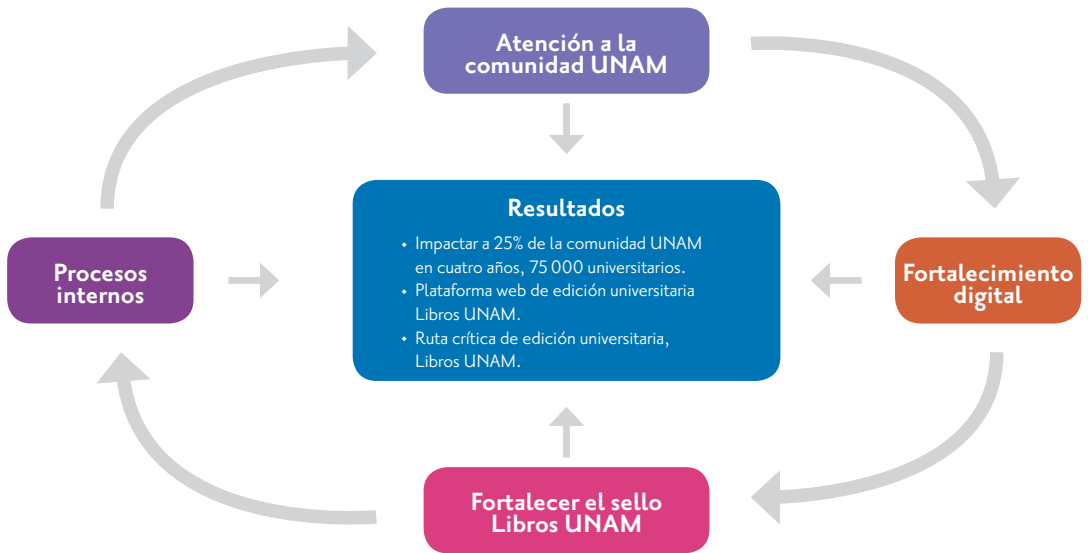 Atención a la
comunidad UNAM
Resultados
• Impactar a 25% de la comunidad UNAM
en cuatro años, 75 000 universitarios.
• Plataforma web de edición universitaria
Libros UNAM.
• Ruta crítica de edición universitaria,
Libros UNAM.
Procesos
internos
Fortalecimiento
digital
Fortalecer el sello
Libros UNAM